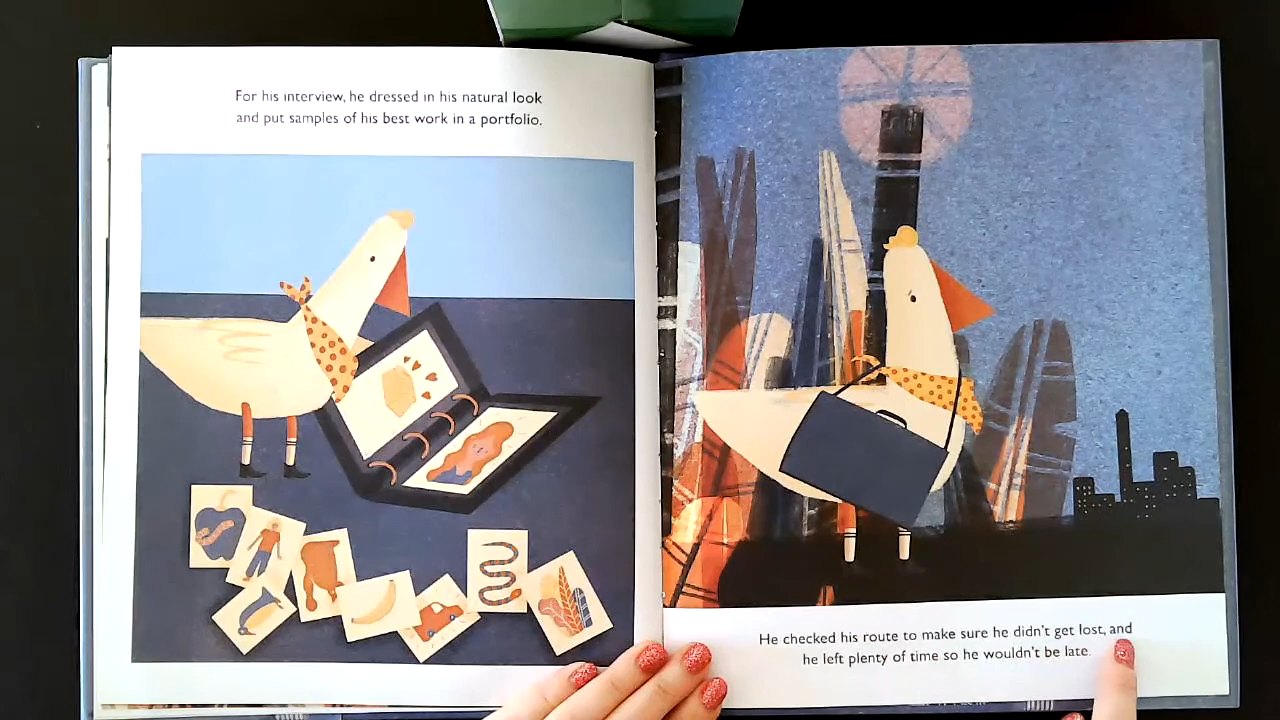 For his interview, he dressed in his natural look
and put samples of his best work in a portfolio.
He checked his route to make sure he didn't get lost, and
he left plenty of time so he wouldn't be late.